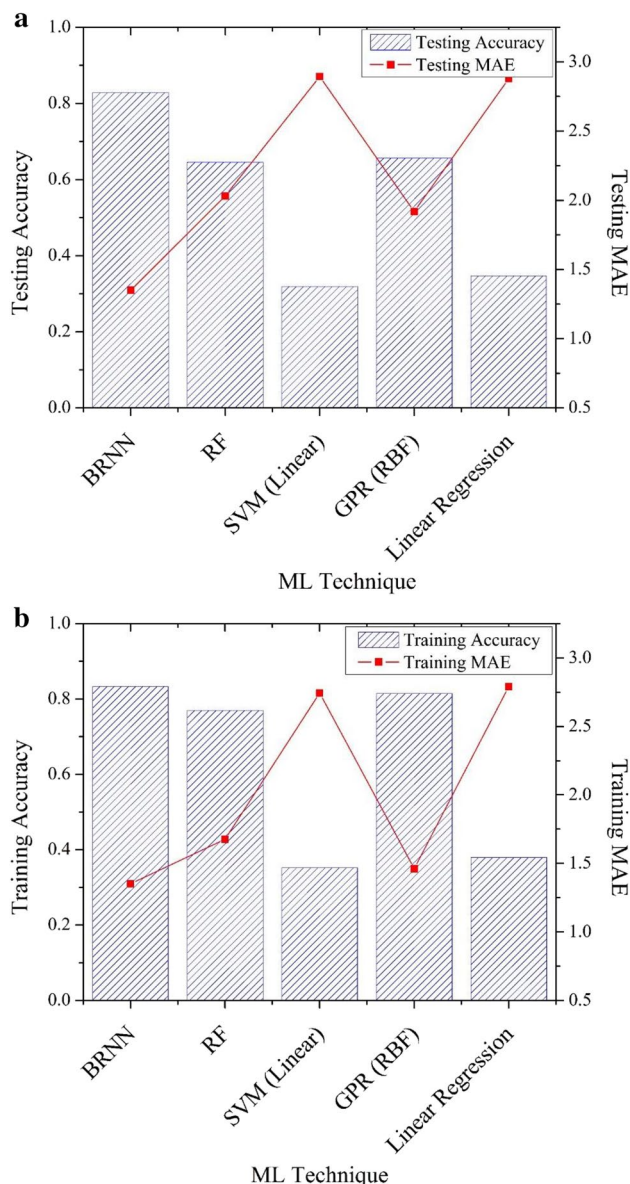 a
1.0
0.8
0.6
0.4
0.2
0.0
Testing Accuracy
Testing Accuracy
Testing MAE
3.0
2.5
2.0
1.5
1.0
0.5
Testing MAE
BRNN
RF
SVM (Linear)
GPR (RBF)
Linear Regression
ML Technique
b
1.0
0.8
0.6
0.4
0.2
0.0
Training Accuracy
Training Accuracy
Training MAE
3.0
2.5
2.0
1.5
1.0
0.5
Training MAE
BRNN
RF
SVM (Linear)
GPR (RBF)
Linear Regression
ML Technique